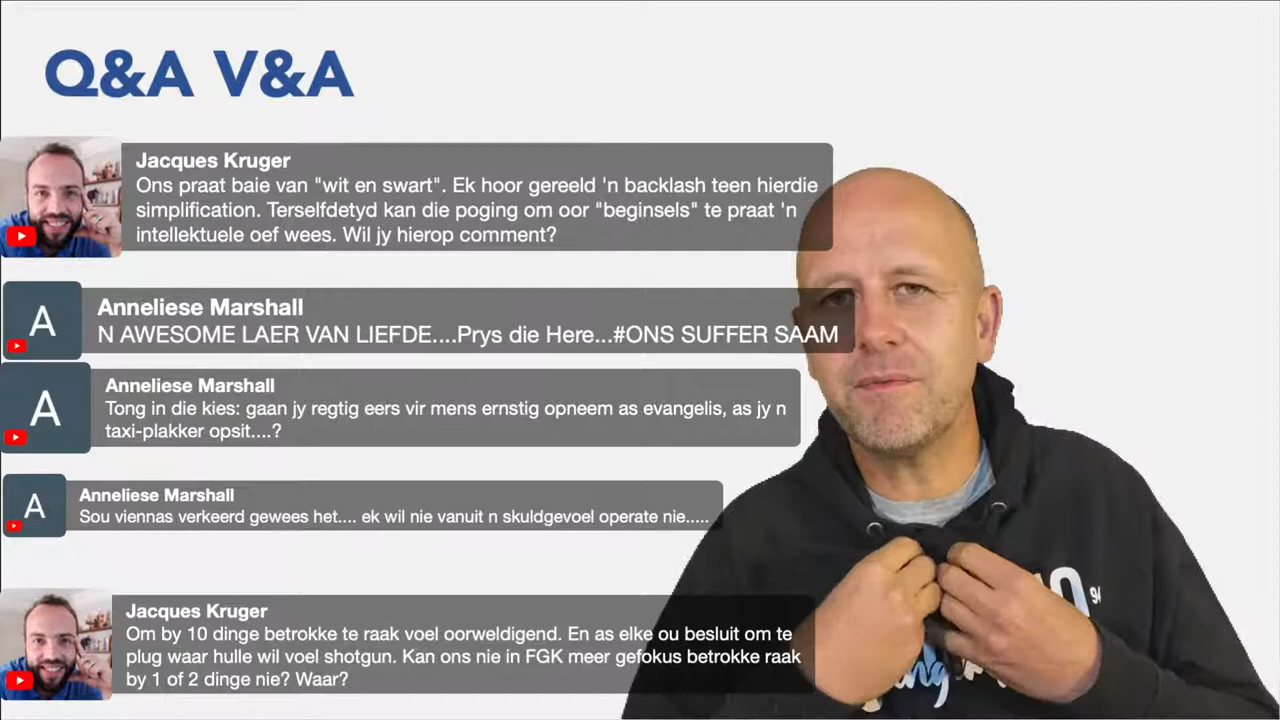 Q&A V&A
Jacques Kruger
Ons praat baie van "wit en swart". Ek hoor gereeld 'n backlash teen hierdie
simplification. Terselfdetyd kan die poging om oor "beginsels" te praat 'n
intellektuele oef wees. Wil jy hierop comment?
A
Anneliese Marshall
N AWESOME LAER VAN LIEFDE....Prys die Here...#ONS SUFFER SAAM
A
Anneliese Marshall
Tong in die kies: gaan jy regtig eers vir mens ernstig opneem as evangelis, as jy n
taxi-plakker opsit....?
A
Anneliese Marshall
Sou viennas verkeerd gewees het.... ek wil nie vanuit n skuldgevoel operate nie.....
Jacques Kruger
Om by 10 dinge betrokke te raak voel oorweldigend. En as elke ou besluit om te
plug waar hulle wil voel shotgun. Kan ons nie in FGK meer gefokus betrokke raak
by 1 of 2 dinge nie? Waar?